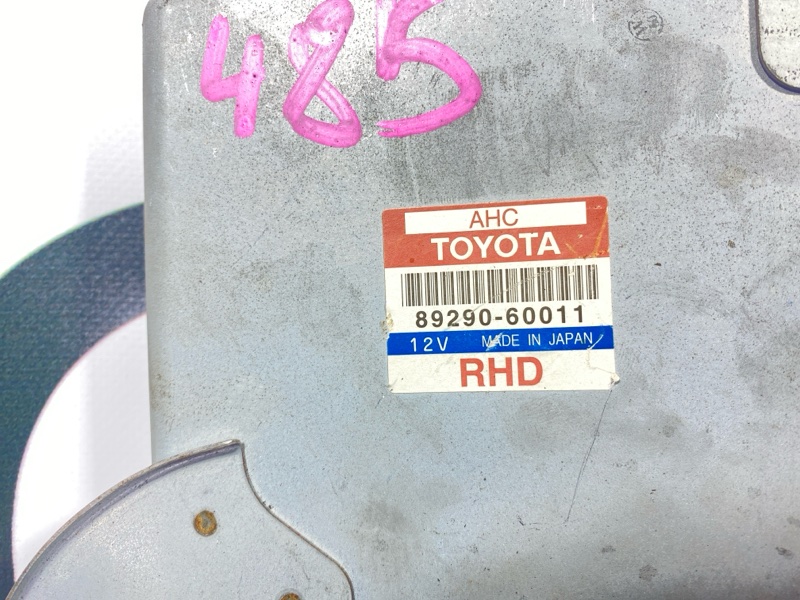 485
AHC
TOYOTA
89290-60011
12V MADE IN JAPAN
RHD